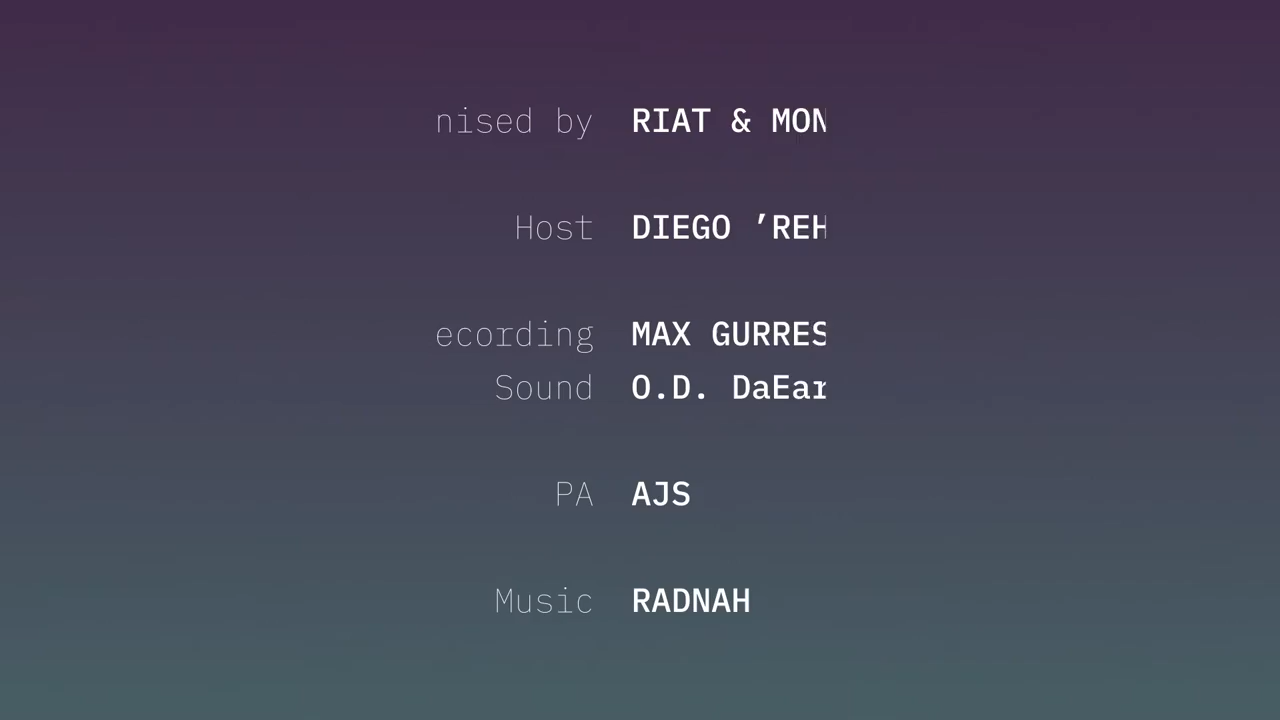 nised by RIAT & MON
Host DIEGO ’REH
ecording MAX GURRES
Sound O.D. DaEar
PA AJS
Music RADNAH